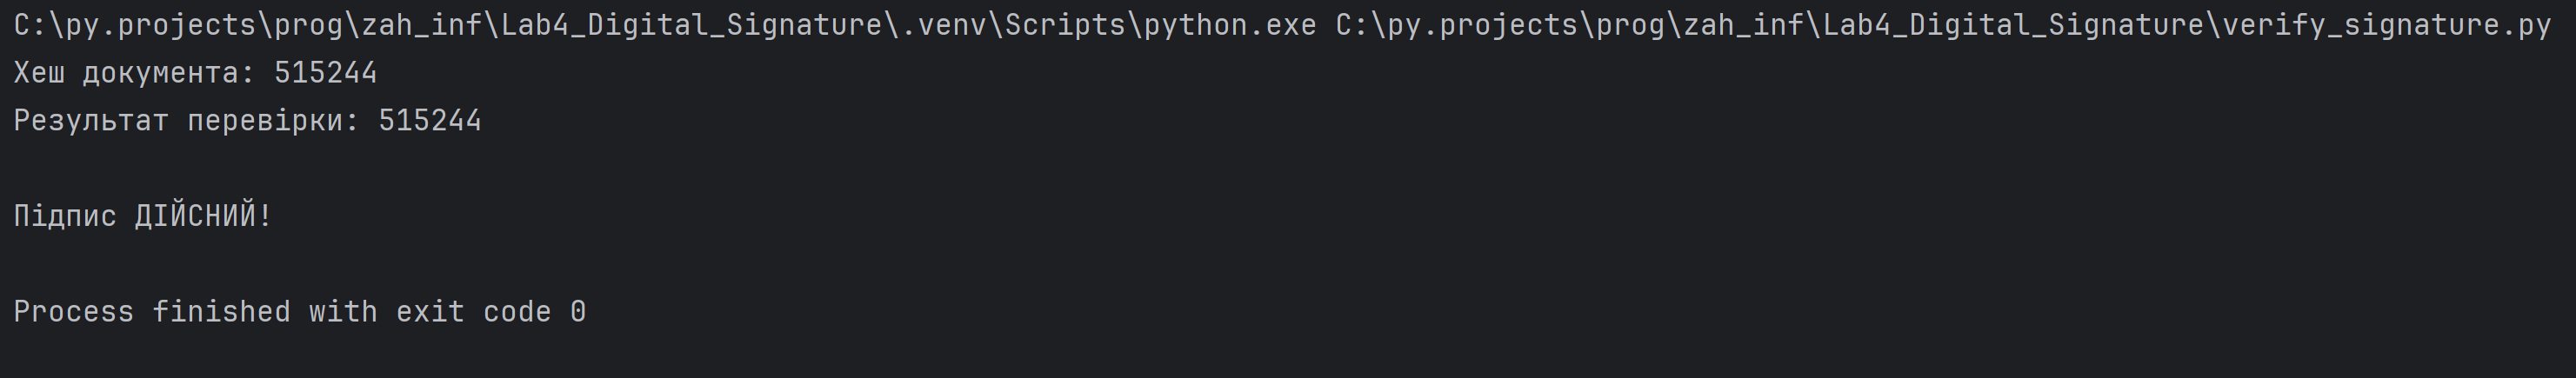 C:\py.projects\prog\zah_inf\Lab4_Digital_Signature\.venv\Scripts\python.exe C:\py.projects\prog\zah_inf\Lab4_Digital_Signature\verify_signature.py
Хеш документа: 515244
Результат перевірки: 515244
Підпис ДІЙСНИЙ!
Process finished with exit code 0